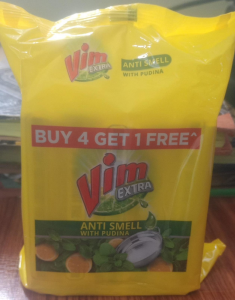 Vim
EXTRA
ANTI SMELL
WITH PUDINA
BUY 4 GET 1 FREE^
Vim
EXTRA
ANTI SMELL
WITH PUDINA